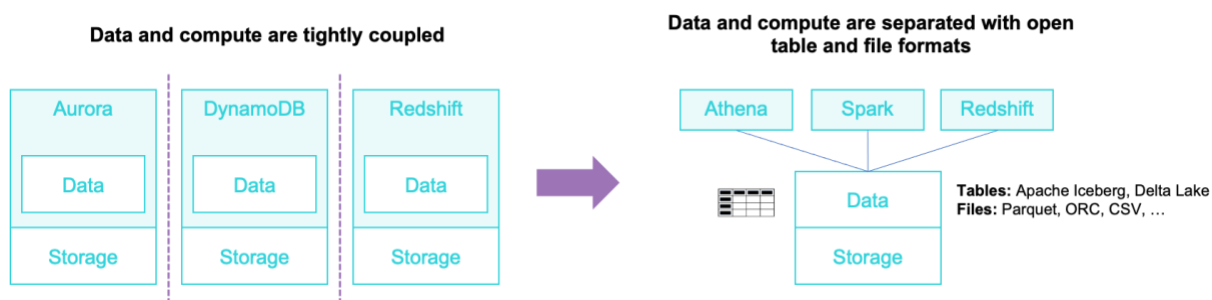 Data and compute are tightly coupled
Aurora
DynamoDB
Redshift
Data
Data
Data
Storage
Storage
Storage
Data and compute are separated with open
table and file formats
Athena
Spark
Redshift
Data
Storage
Tables: Apache Iceberg, Delta Lake
Files: Parquet, ORC, CSV, …